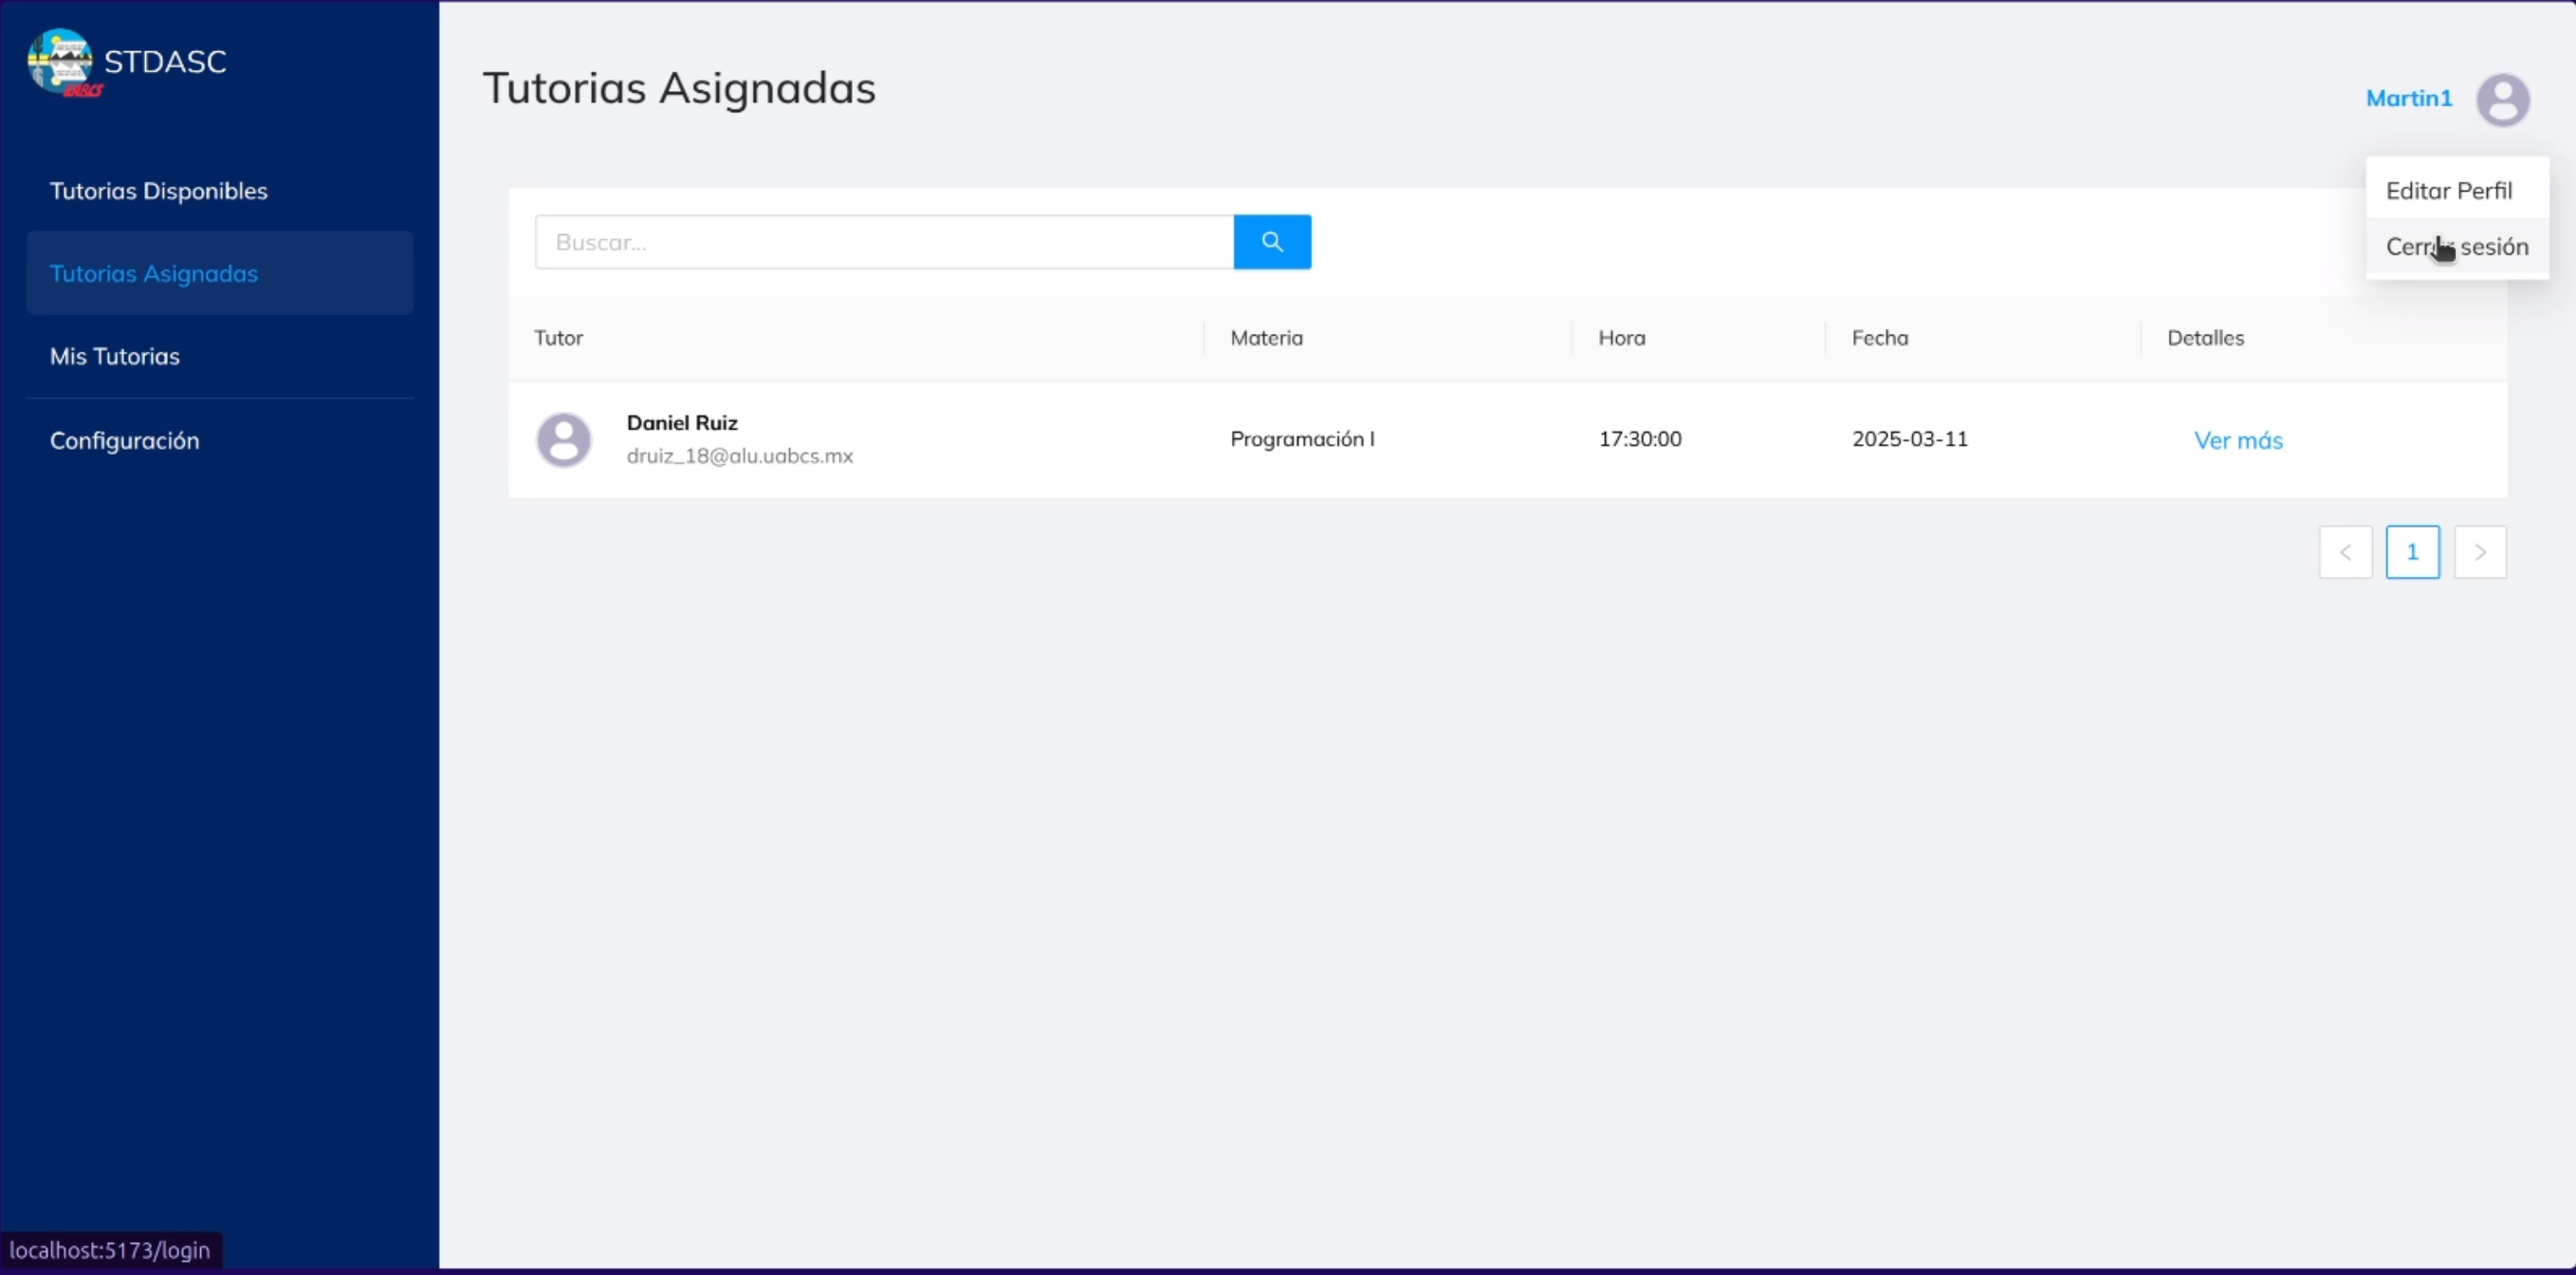 STDASC
UABCS
Tutorias Disponibles
Tutorias Asignadas
Mis Tutorias
Configuración
Tutorias Asignadas
Martin1
Editar Perfil
sesión
Buscar...
Tutor Materia Hora Fecha Detalles
Daniel Ruiz
druiz_18@alu.uabcs.mx
Programación I 17:30:00 2025-03-11 Ver más
< 1 >
localhost:5173/login